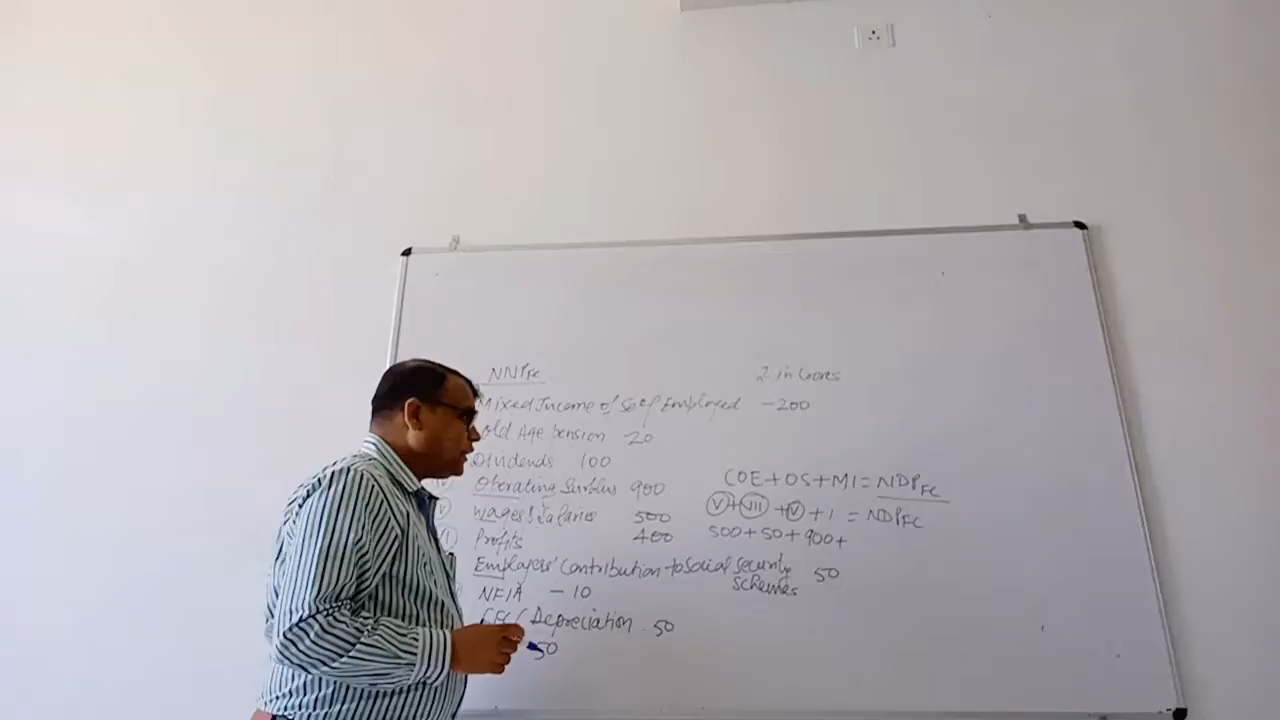 NNPFC
₹ in Crores
Mixed Income of Self Employed - 200
old Age Pension 20
Dividends 100
Operating Surplus 900
Wages & Salaries 500
Profits 400
Employers' Contribution to Social Security Schemes 50
NFIA - 10
Depreciation . 50
50
COE + OS + MI = NDPFC
V + VII + IV + I = NDPFC
500 + 50 + 900 +